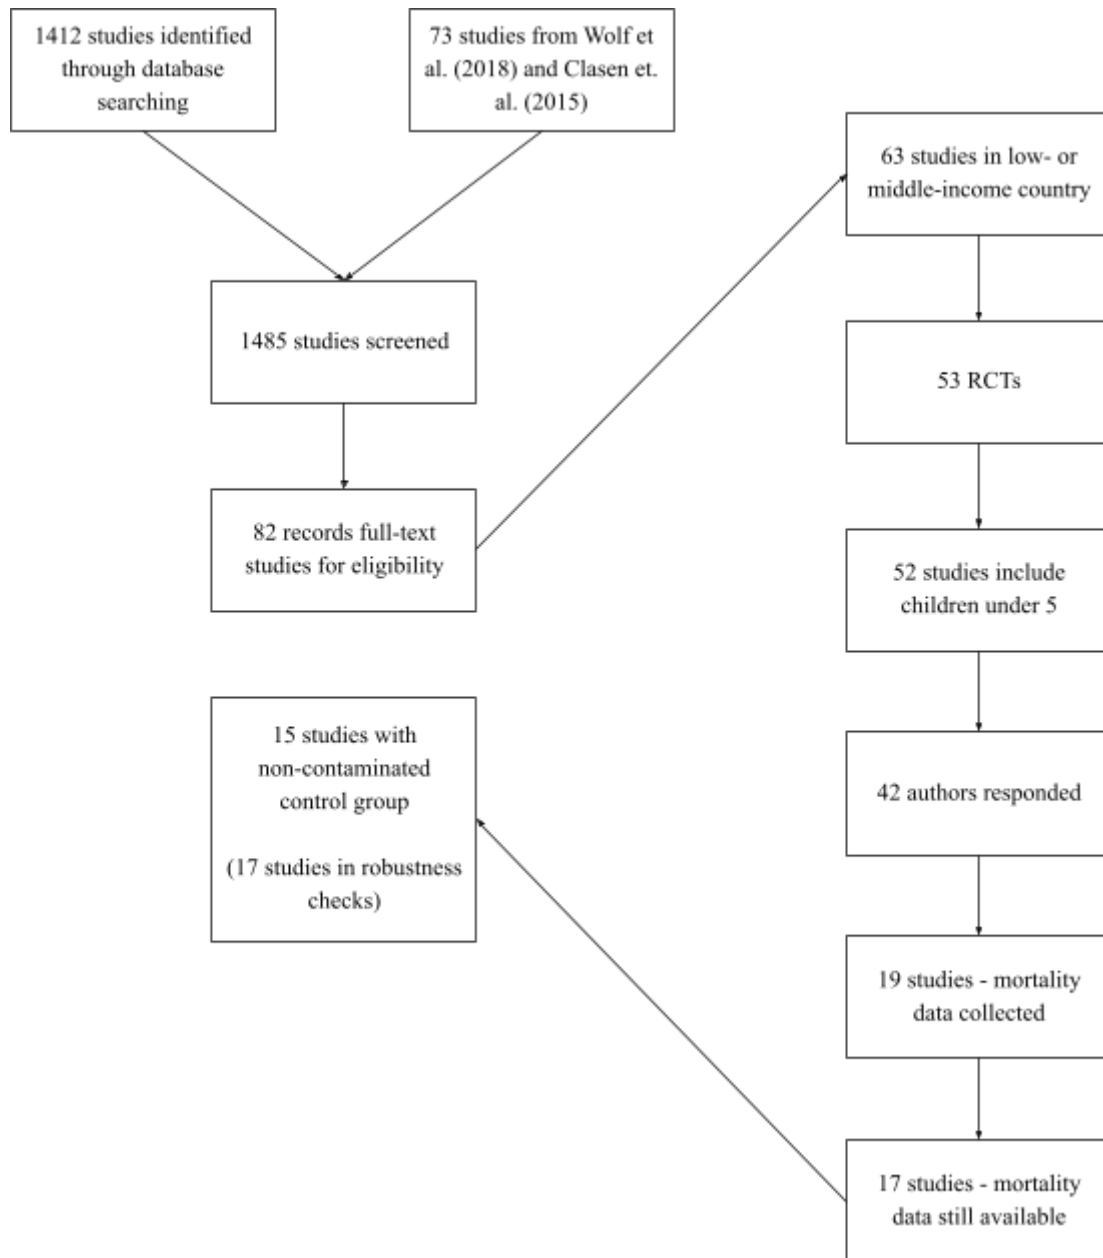 1412 studies identified
through database
searching
73 studies from Wolf et
al. (2018) and Clasen et.
al. (2015)
1485 studies screened
82 records full-text
studies for eligibility
63 studies in low- or
middle-income country
53 RCTs
52 studies include
children under 5
42 authors responded
19 studies - mortality
data collected
17 studies - mortality
data still available
15 studies with
non-contaminated
control group
(17 studies in robustness
checks)